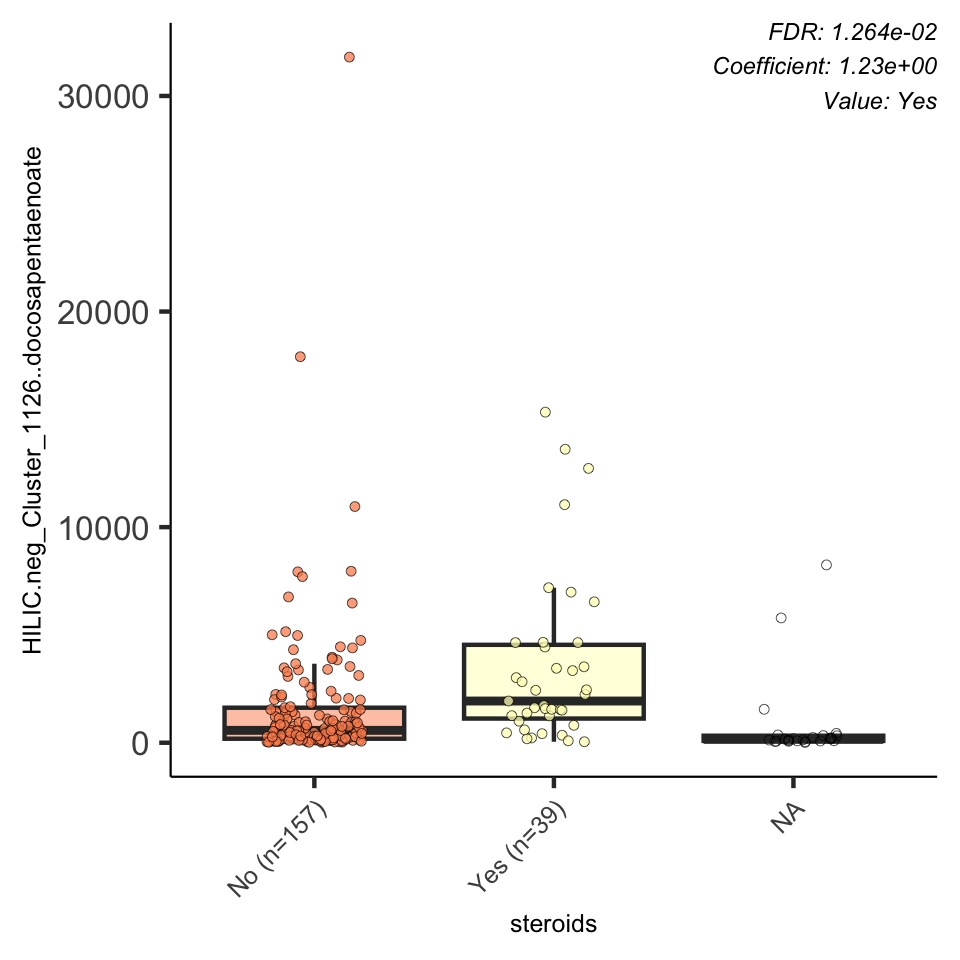 FDR: 1.264e-02
Coefficient: 1.23e+00
Value: Yes
30000
20000
10000
0
HILIC.neg_Cluster_1126..docosapentaenoate
No (n=157)
Yes (n=39)
NA
steroids